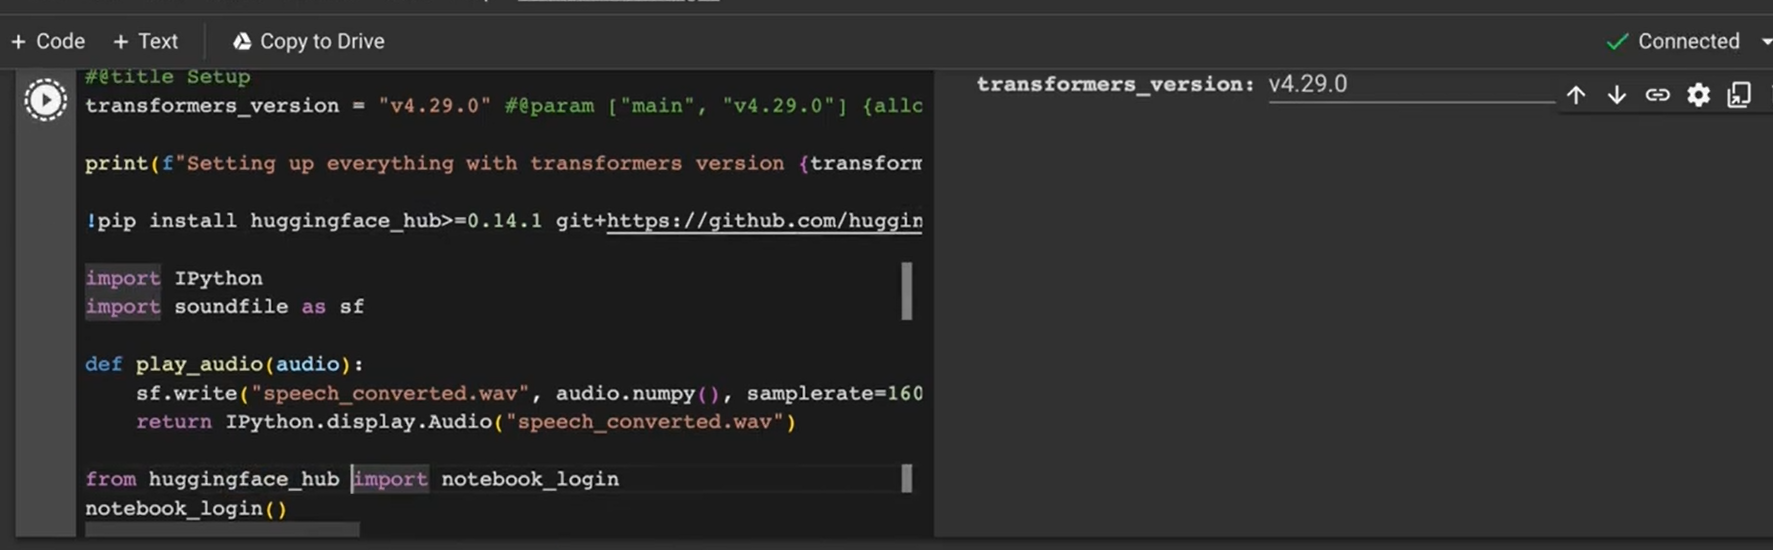 + Code + Text Copy to Drive Connected
#@title Setup
transformers_version = "v4.29.0" #@param ["main", "v4.29.0"] {allc
print(f"Setting up everything with transformers version {transform
!pip install huggingface_hub>=0.14.1 git+https://github.com/huggin
import IPython
import soundfile as sf
def play_audio(audio):
sf.write("speech_converted.wav", audio.numpy(), samplerate=160
return IPython.display.Audio("speech_converted.wav")
from huggingface_hub import notebook_login
notebook_login()
transformers_version: v4.29.0